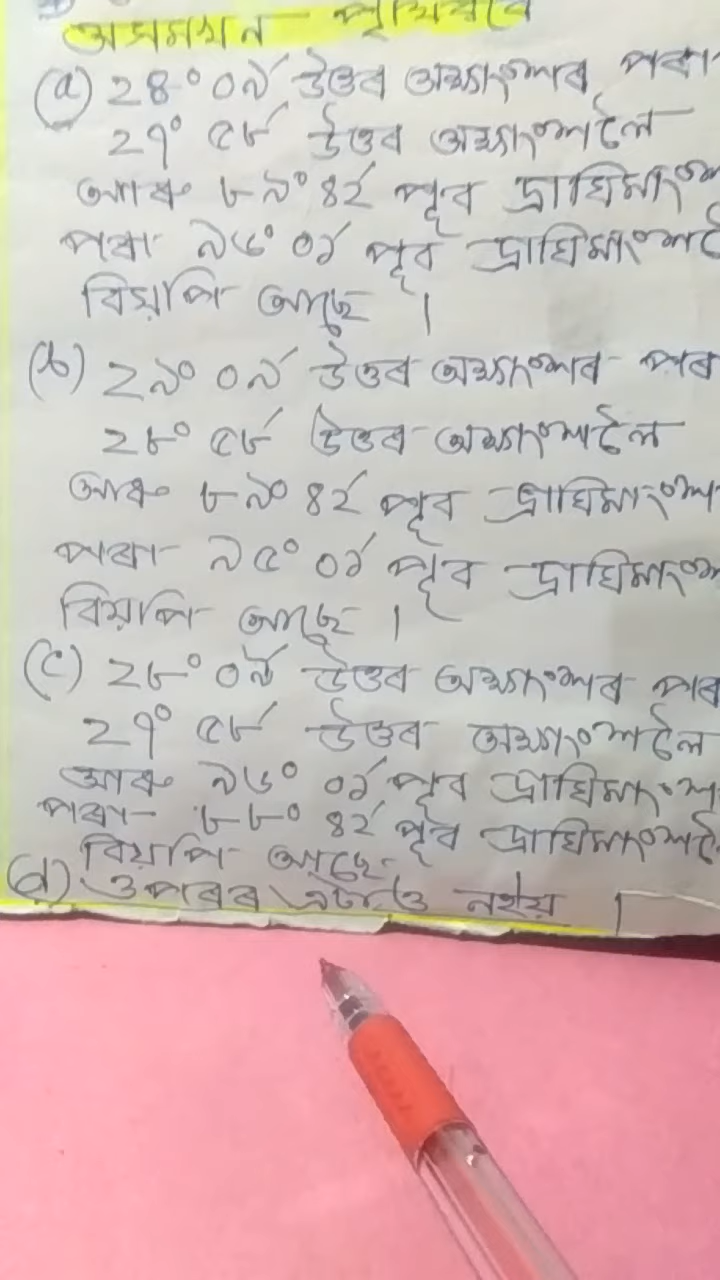 অসমখন পৃথিবীৰ
(a) ২৪° ০৯′ উত্তৰ অক্ষাংশৰ পৰা
২৭° ৫৮′ উত্তৰ অক্ষাংশলৈ
আৰু ৮৯° ৪২′ পূব দ্ৰাঘিমাংশ
পৰা ৯৬° ০১′ পূব দ্ৰাঘিমাংশলৈ
বিয়পি আছে ।
(b) ২৯° ০৯′ উত্তৰ অক্ষাংশৰ পৰ
২৮° ৫৮′ উত্তৰ অক্ষাংশলৈ
আৰু ৮৯° ৪২′ পূব দ্ৰাঘিমাংশ
পৰা ৯৫° ০১′ পূব দ্ৰাঘিমাংশ
বিয়পি আছে ।
(c) ২৮° ০৯′ উত্তৰ অক্ষাংশৰ পৰ
২৭° ৫৮′ উত্তৰ অক্ষাংশলৈ
আৰু ৯৬° ০১′ পূব দ্ৰাঘিমাংশ
পৰা ৮৮° ৪২′ পূব দ্ৰাঘিমাংশলৈ
বিয়পি আছে
(d) ওপৰৰ এটাও নহয় ।